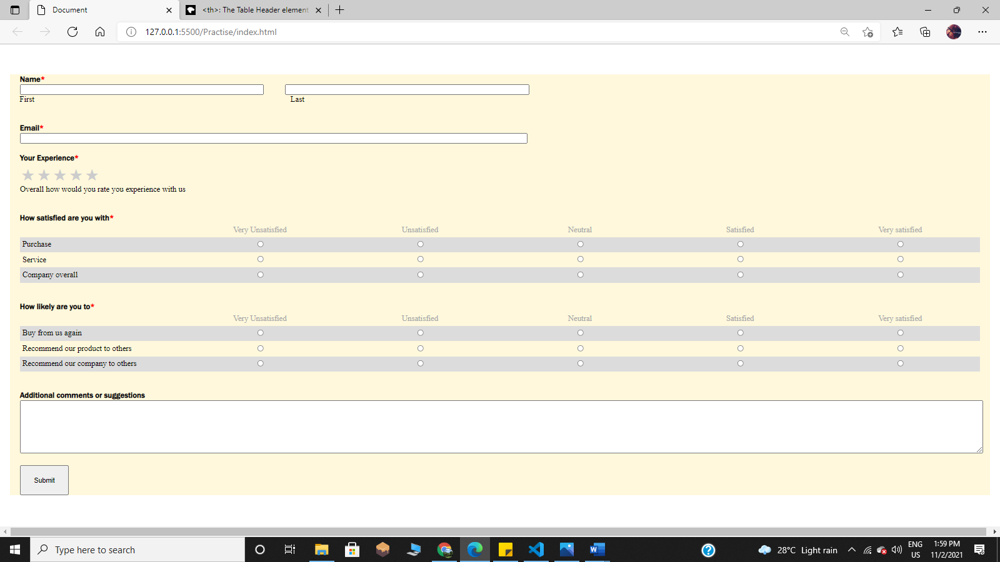 Document
<th>: The Table Header element
127.0.0.1:5500/Practise/index.html
Name*
First Last
Email*
Your Experience*
Overall how would you rate you experience with us
How satisfied are you with*
Very Unsatisfied Unsatisfied Neutral Satisfied Very satisfied
Purchase
Service
Company overall
How likely are you to*
Very Unsatisfied Unsatisfied Neutral Satisfied Very satisfied
Buy from us again
Recommend our product to others
Recommend our company to others
Additional comments or suggestions
Submit
Type here to search
28°C Light rain
ENG
US
1:59 PM
11/2/2021